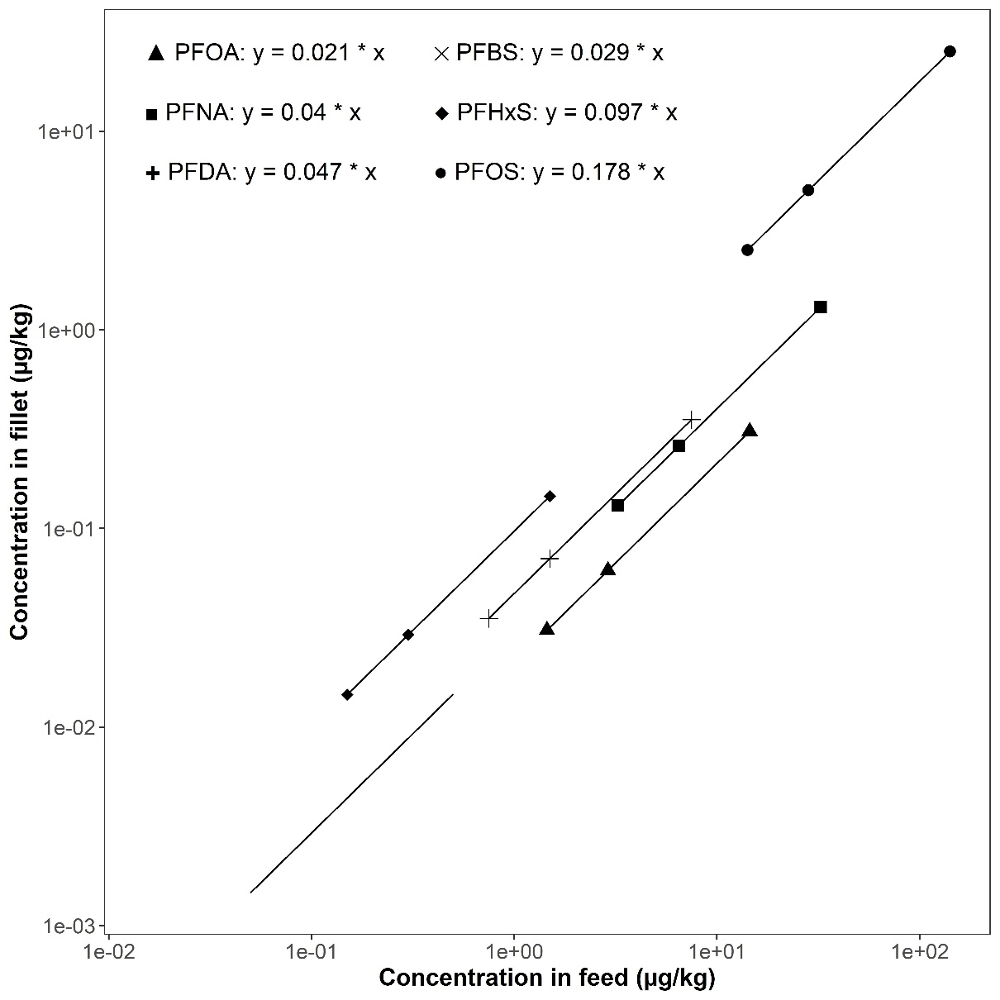 PFOA: y = 0.021 * x
PFBS: y = 0.029 * x
PFNA: y = 0.04 * x
PFHxS: y = 0.097 * x
PFDA: y = 0.047 * x
PFOS: y = 0.178 * x
1e+01
1e+00
1e-01
1e-02
1e-03
Concentration in fillet (µg/kg)
1e-02
1e-01
1e+00
1e+01
1e+02
Concentration in feed (µg/kg)